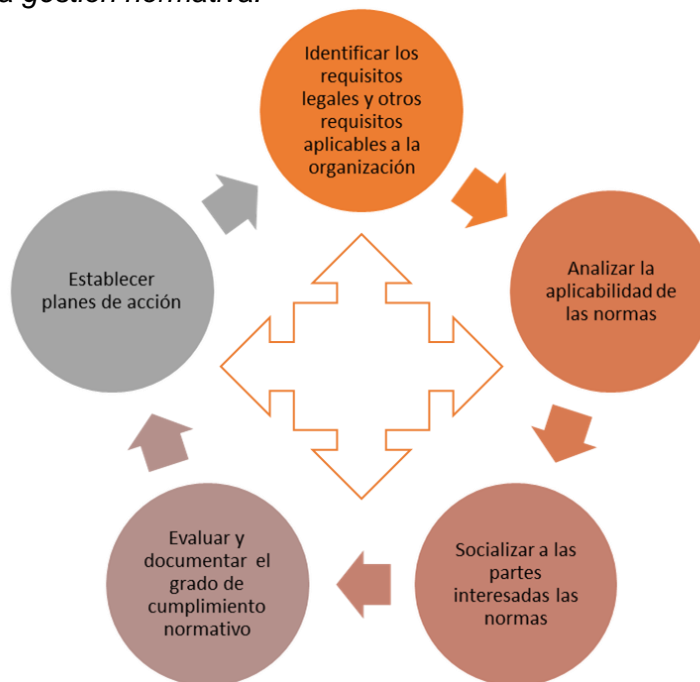 a gestión normativa.
Identificar los
requisitos
legales y otros
requisitos
aplicables a la
organización
Analizar la
aplicabilidad de
las normas
Socializar a las
partes
interesadas las
normas
Evaluar y
documentar el
grado de
cumplimiento
normativo
Establecer
planes de acción